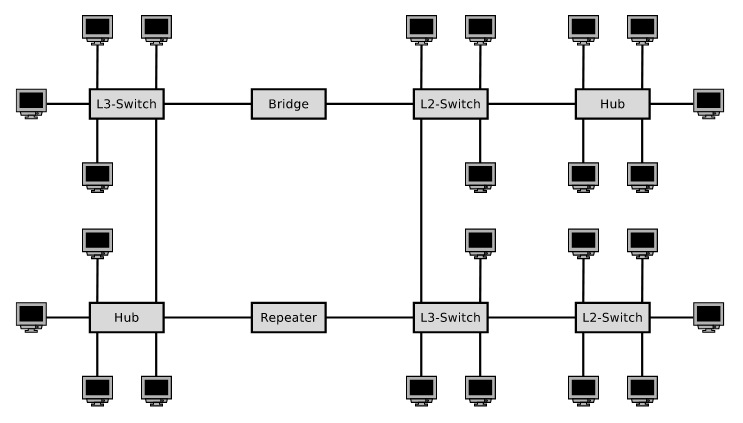 L3-Switch
Bridge
L2-Switch
Hub
Hub
Repeater
L3-Switch
L2-Switch